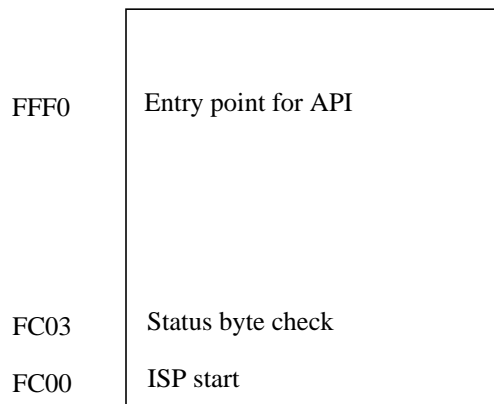 FFF0 Entry point for API
FC03 Status byte check
FC00 ISP start